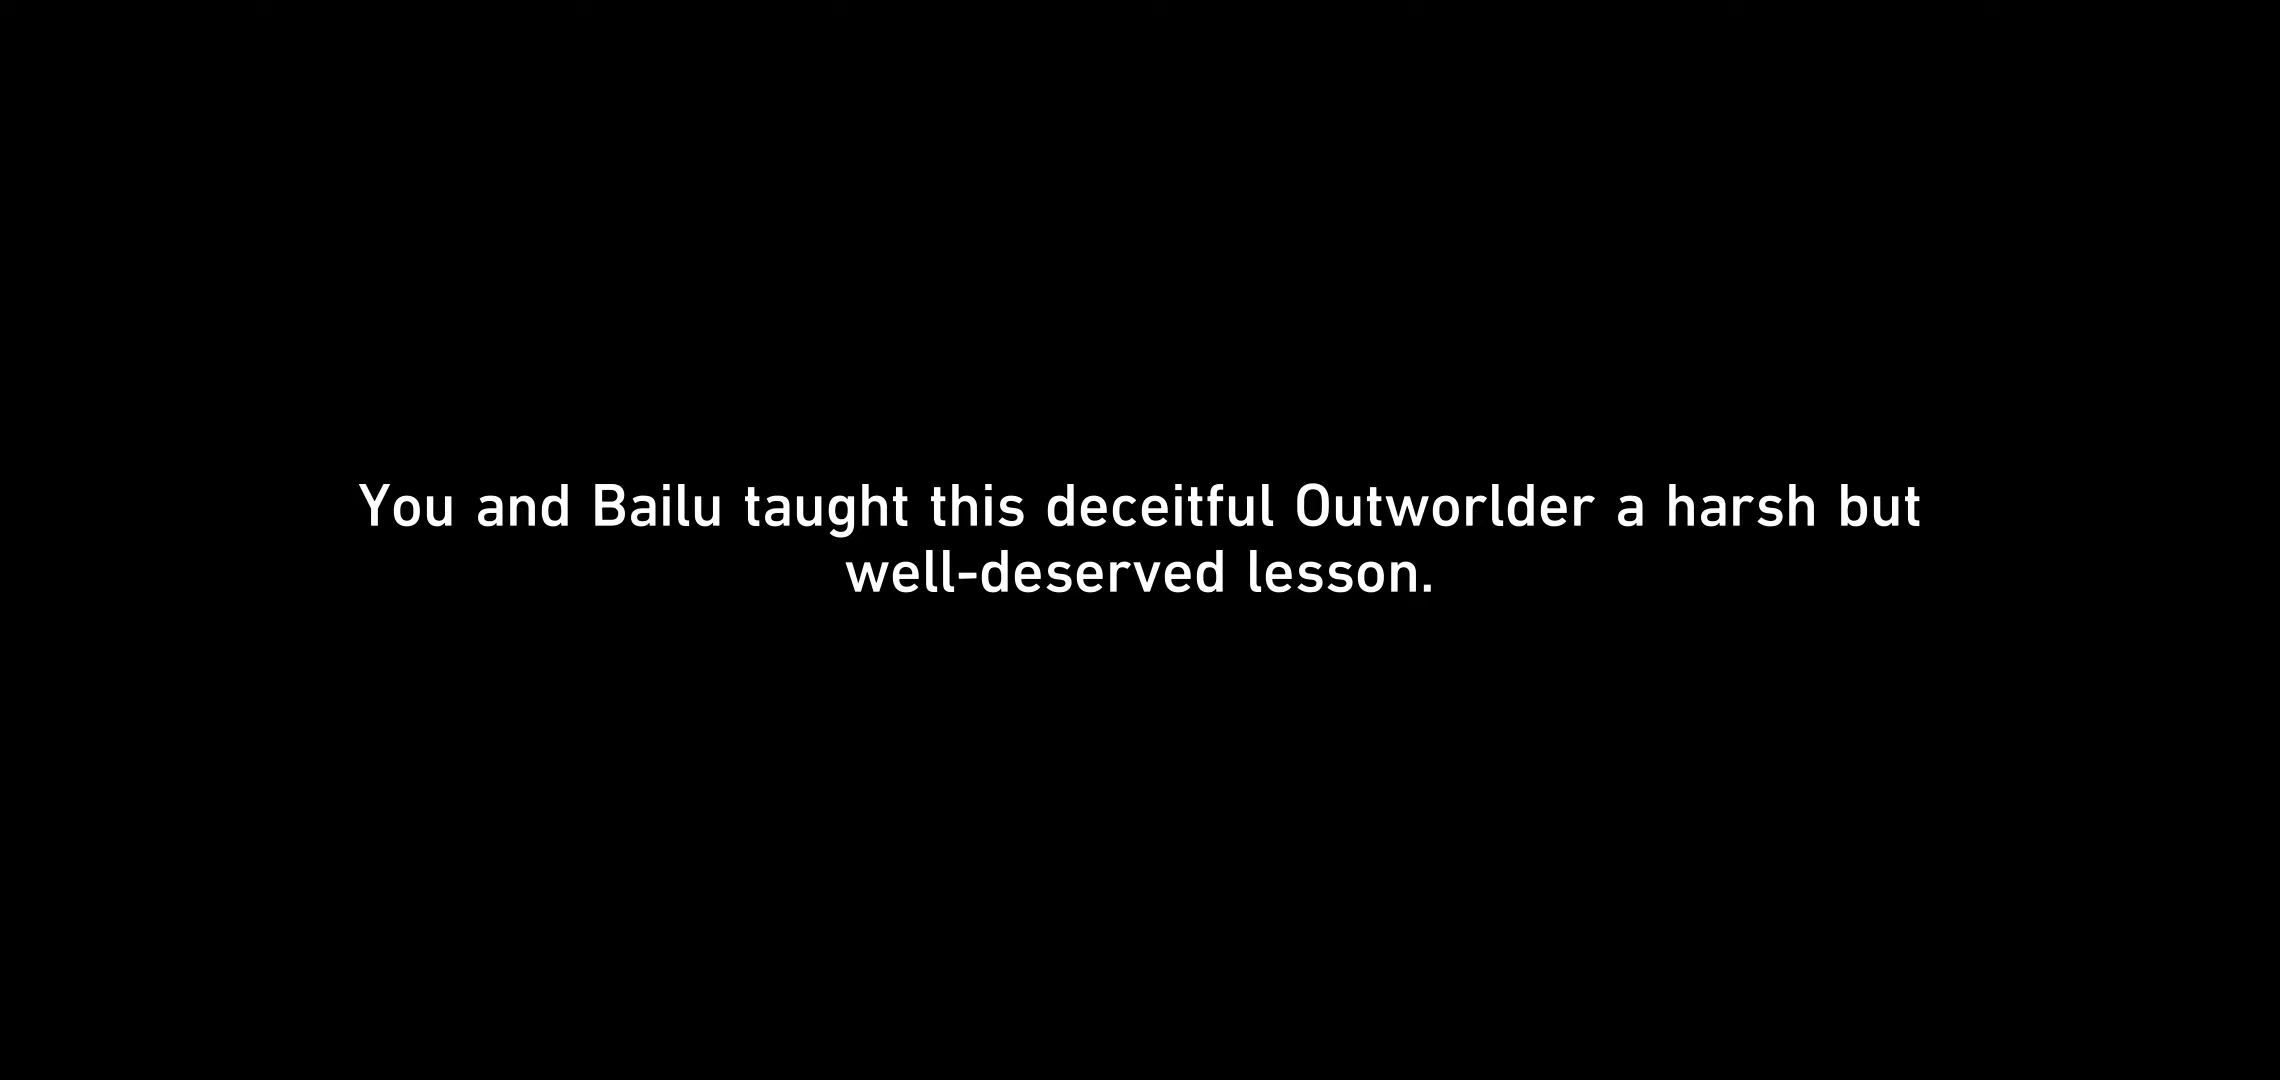 You and Bailu taught this deceitful Outworlder a harsh but
well-deserved lesson.